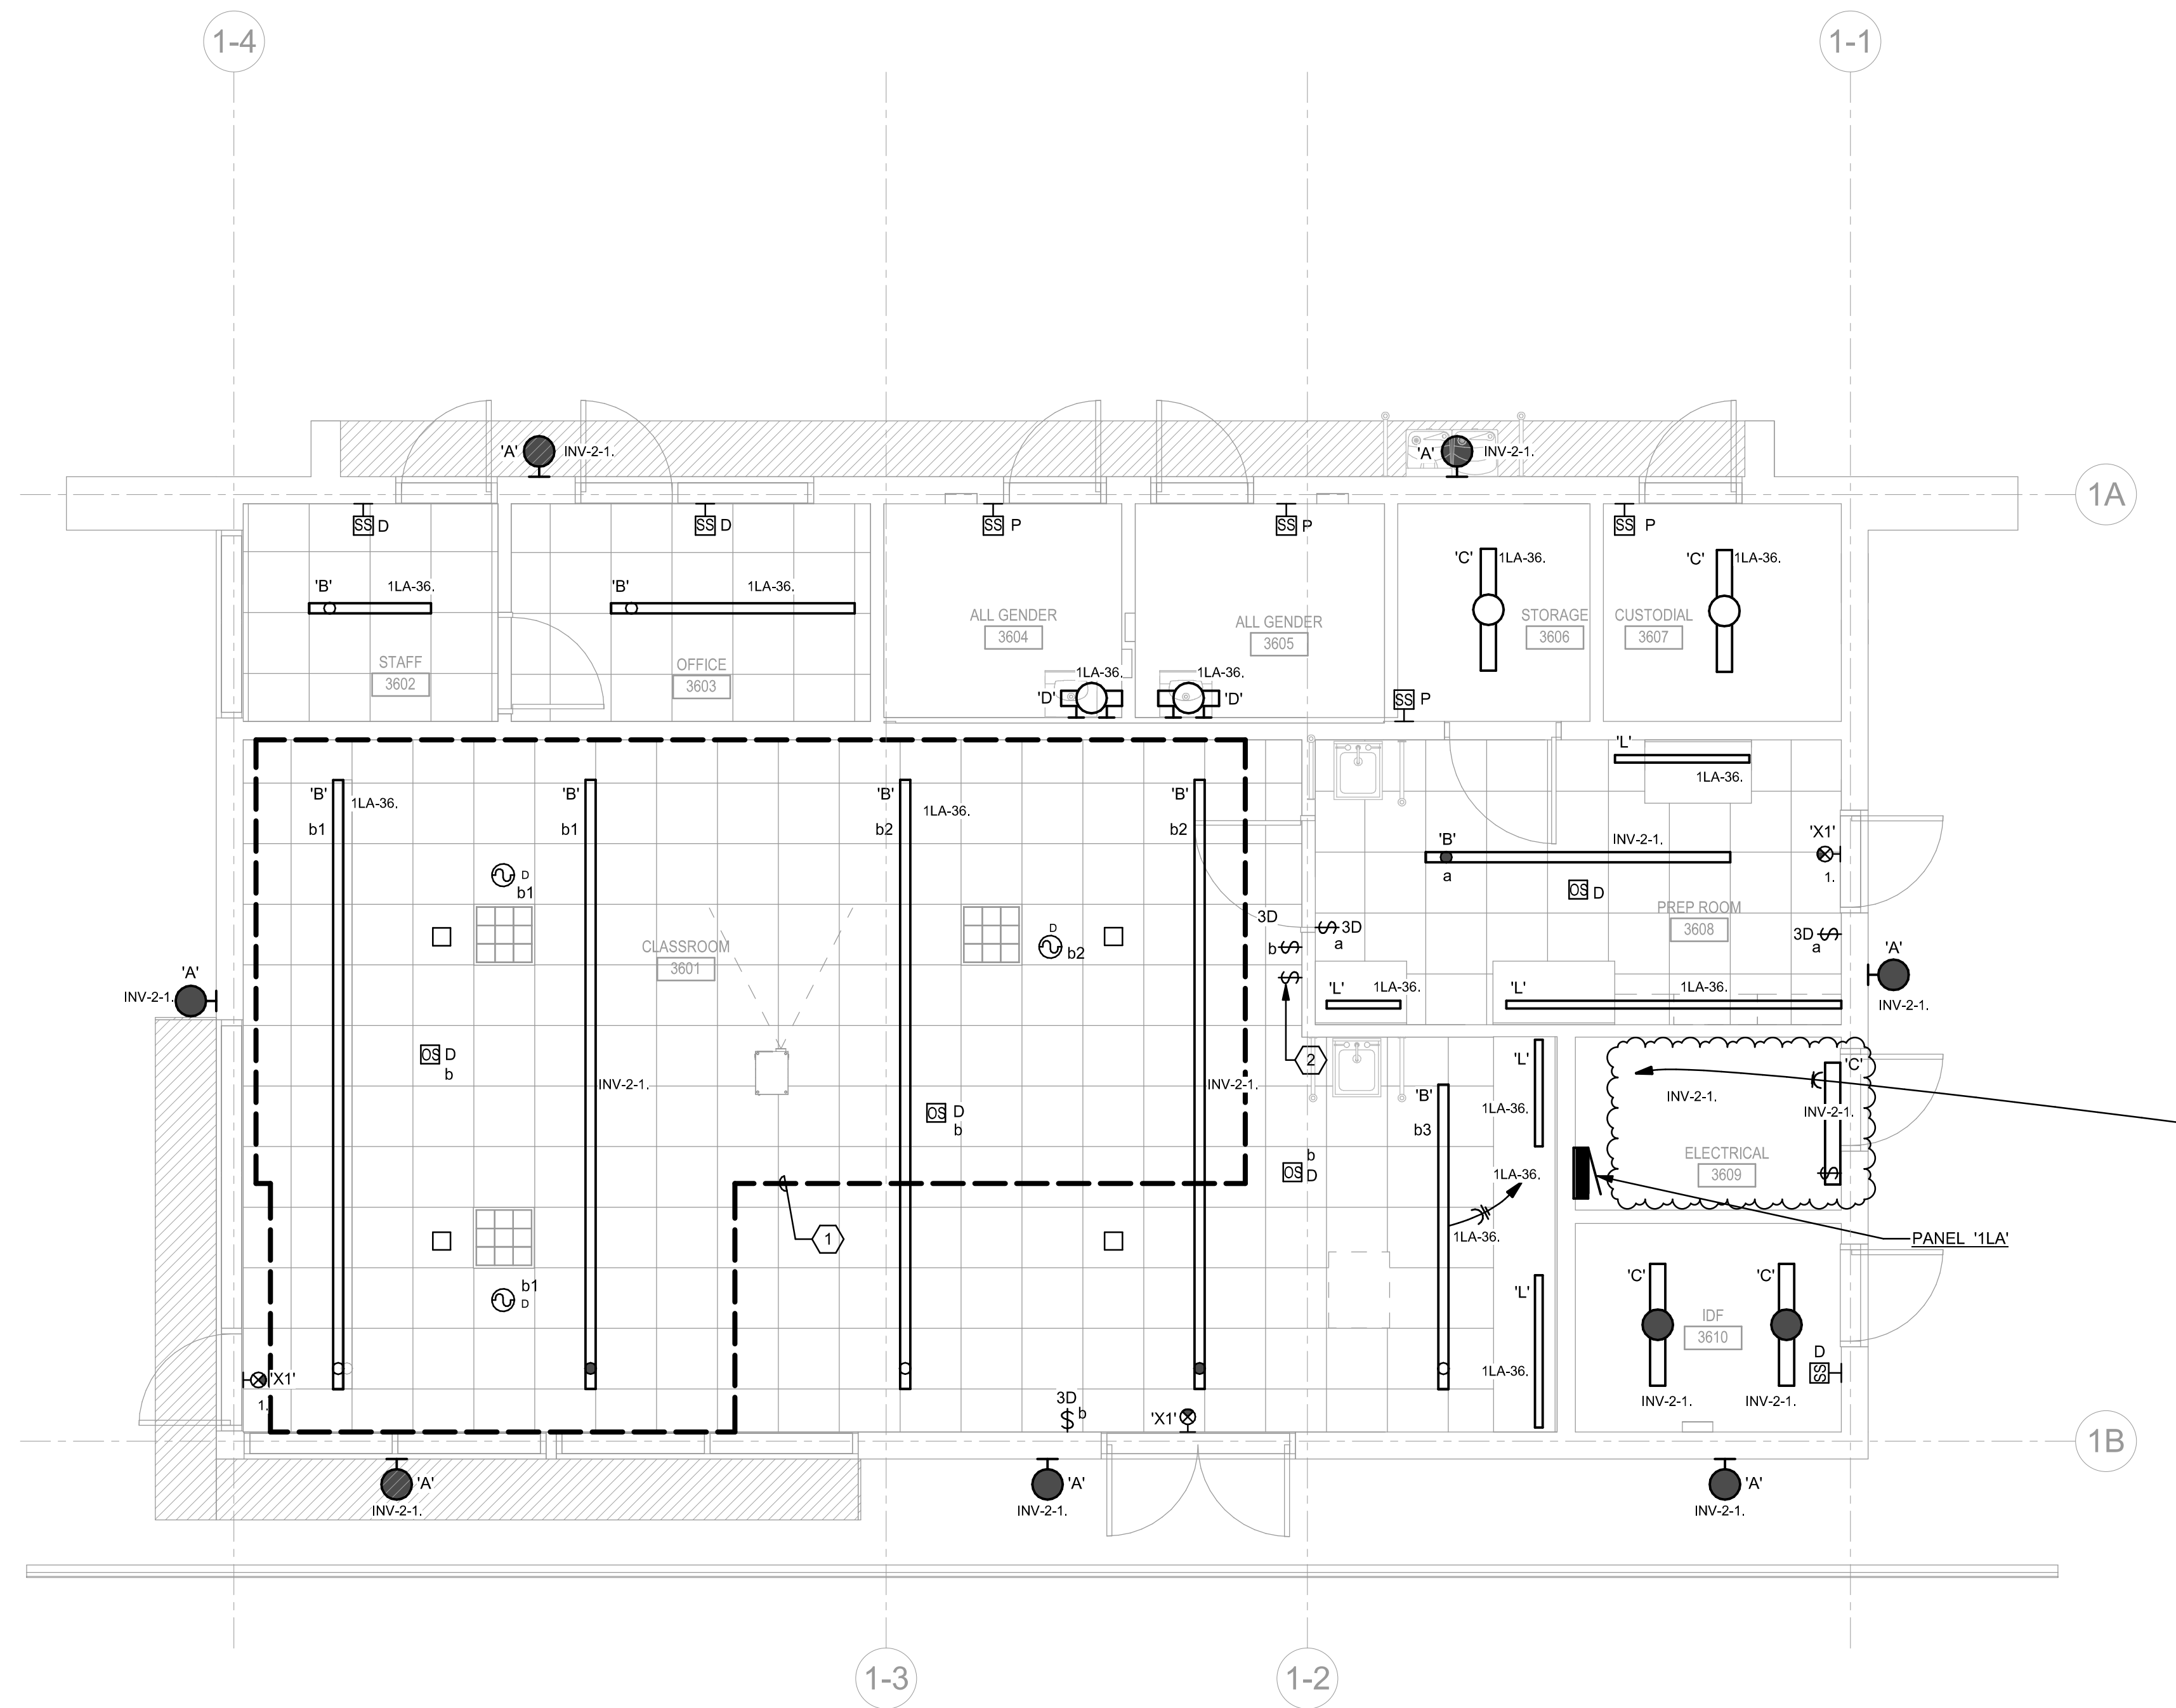 1-4
1-1
'A'
INV-2-1.
'A'
INV-2-1.
1A
SS D
SS D
SS P
SS P
SS P
'B'
1LA-36.
'B'
1LA-36.
'C'
1LA-36.
'C'
1LA-36.
ALL GENDER
3604
ALL GENDER
3605
STORAGE
3606
CUSTODIAL
3607
STAFF
3602
OFFICE
3603
1LA-36.
'D'
1LA-36.
'D'
SS P
'L'
1LA-36.
'B'
1LA-36.
b1
'B'
b1
'B'
1LA-36.
b2
'B'
b2
'B'
INV-2-1.
a
'X1'
1.
D
b1
OS D
PREP ROOM
3608
3D
3D
a
b
3D
a
CLASSROOM
3601
D
b2
'A'
INV-2-1.
'A'
INV-2-1.
'L'
1LA-36.
'L'
1LA-36.
OS D
b
INV-2-1.
OS D
b
INV-2-1.
2
'B'
b3
'L'
1LA-36.
'C'
INV-2-1.
INV-2-1.
b
OS D
1LA-36.
1LA-36.
ELECTRICAL
3609
$
1
PANEL '1LA'
b1
D
'C'
'C'
IDF
3610
'L'
1LA-36.
D
SS
INV-2-1.
INV-2-1.
'X1'
1.
3D
$ b
'X1'
1B
'A'
INV-2-1.
'A'
INV-2-1.
'A'
INV-2-1.
1-3
1-2